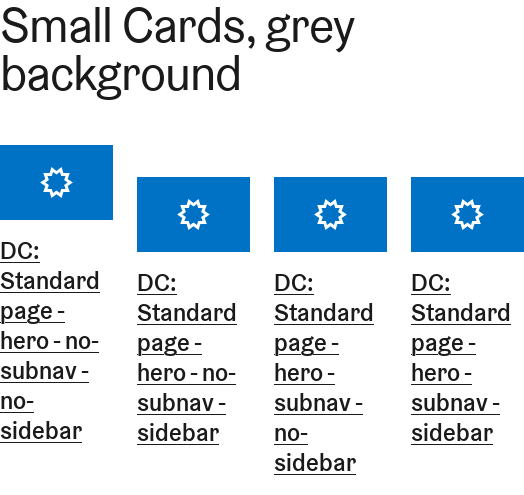 Small Cards, grey
background
DC:
Standard
page -
hero - no-
subnav -
no-
sidebar
DC:
Standard
page -
hero - no-
subnav -
sidebar
DC:
Standard
page -
hero -
subnav -
no-
sidebar
DC:
Standard
page -
hero -
subnav -
sidebar